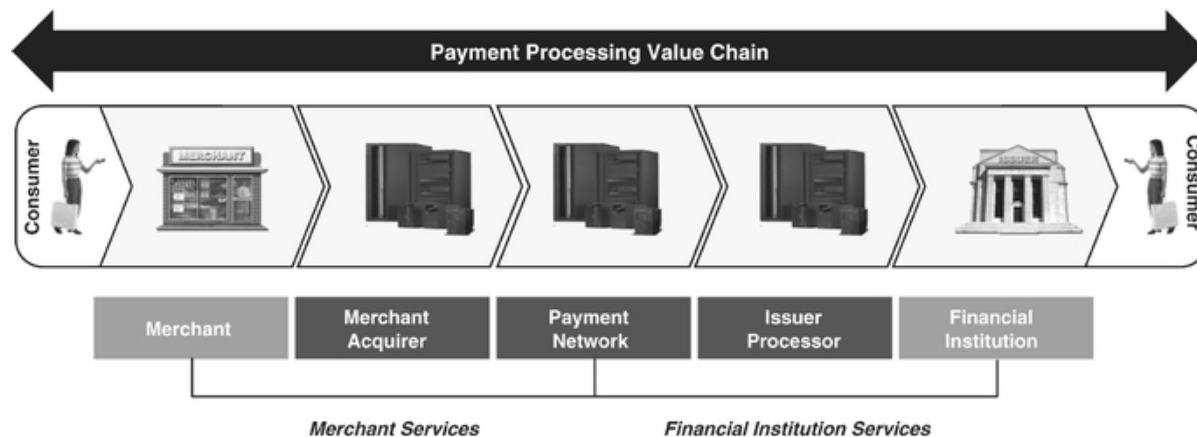 Payment Processing Value Chain
Consumer
MERCHANT
ISSUER
Consumer
Merchant
Merchant
Acquirer
Payment
Network
Issuer
Processor
Financial
Institution
Merchant Services
Financial Institution Services